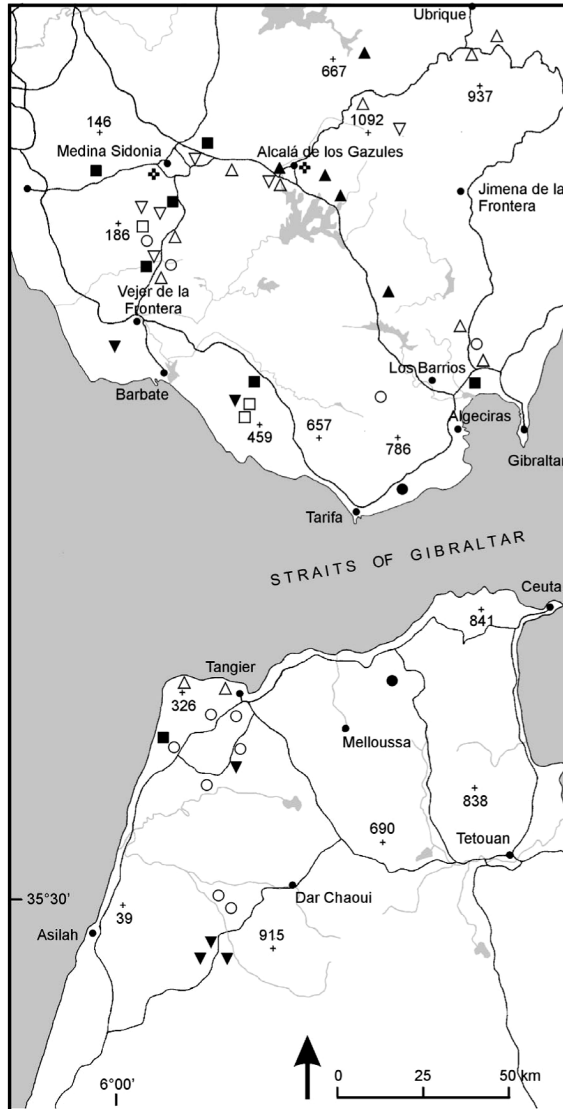 Ubrique
667
937
146
1092
Medina Sidonia
Alcalá de los Gazules
Jimena de la
Frontera
186
Vejer de la
Frontera
Los Barrios
Barbate
459
657
786
Algeciras
Gibraltar
Tarifa
STRAITS OF GIBRALTAR
Ceuta
841
Tangier
326
Melloussa
838
690
Tetouan
35°30'
39
Dar Chaoui
Asilah
915
0 25 50 km
6°00'